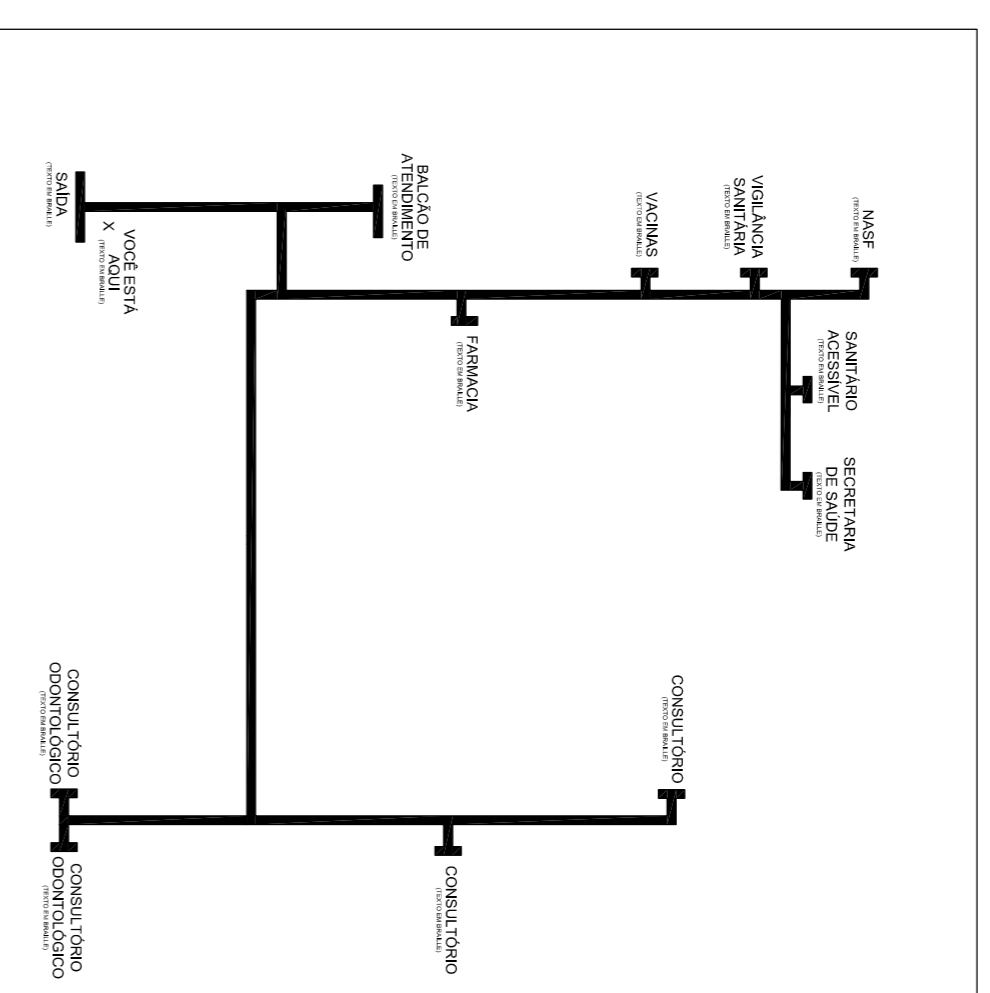 NASF
(TEXTO EM BRAILLE)
VIGILÂNCIA
SANITÁRIA
(TEXTO EM BRAILLE)
VACINAS
(TEXTO EM BRAILLE)
BALCÃO DE
ATENDIMENTO
(TEXTO EM BRAILLE)
SAÍDA
(TEXTO EM BRAILLE)
X
VOCÊ ESTÁ
AQUI
(TEXTO EM BRAILLE)
SANITÁRIO
ACESSÍVEL
(TEXTO EM BRAILLE)
FARMACIA
(TEXTO EM BRAILLE)
SECRETARIA
DE SAÚDE
(TEXTO EM BRAILLE)
CONSULTÓRIO
(TEXTO EM BRAILLE)
CONSULTÓRIO
ODONTOLÓGICO
(TEXTO EM BRAILLE)
CONSULTÓRIO
(TEXTO EM BRAILLE)
CONSULTÓRIO
ODONTOLÓGICO
(TEXTO EM BRAILLE)